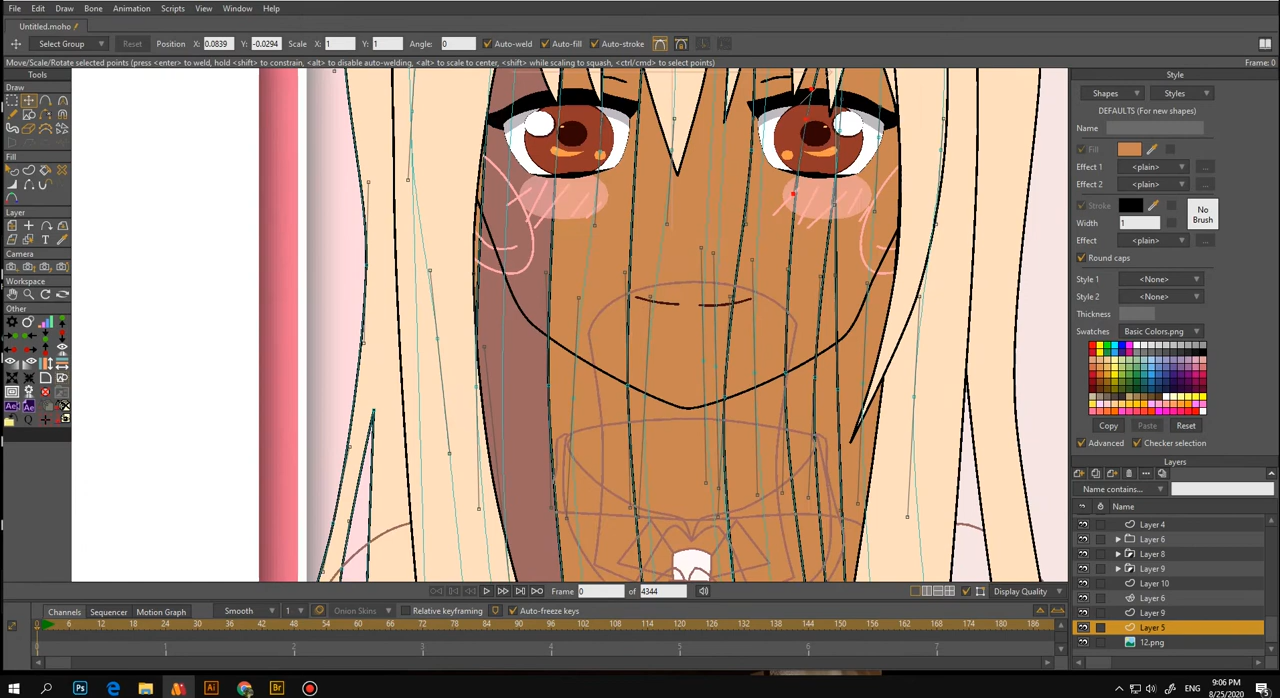 File Edit Draw Bone Animation Scripts View Window Help
Untitled.moho
Select Group Reset Position X: 0.0839 Y: -0.0294 Scale X: 1 Y: 1 Angle: 0 Auto-weld Auto-fill Auto-stroke
Move/Scale/Rotate selected points (press <enter> to weld, hold <shift> to constrain, <alt> to disable auto-welding, <alt> to scale to center, <shift> while scaling to squash, <ctrl/cmd> to select points) Frame: 0
Tools
Draw
Fill
Layer
Camera
Workspace
Other
Style
Shapes Styles
DEFAULTS (For new shapes)
Name
Fill
Effect 1 <plain> ...
Effect 2 <plain> ...
Stroke
Width 1
No Brush
Effect <plain> ...
Round caps
Style 1 <None>
Style 2 <None>
Thickness
Swatches Basic Colors.png
Copy Paste Reset
Advanced Checker selection
Layers
Name contains...
Name
Layer 4
Layer 6
Layer 8
Layer 9
Layer 10
Layer 6
Layer 9
Layer 5
12.png
Frame 0 of 4344 Display Quality
Channels Sequencer Motion Graph Smooth 1 Onion Skins Relative keyframing Auto-freeze keys
0 6 12 18 24 30 36 42 48 54 60 66 72 78 84 90 96 102 108 114 120 126 132 138 144 150 156 162 168 174 180 186
0 1 2 3 4 5 6 7
ENG 9:06 PM
8/25/2020